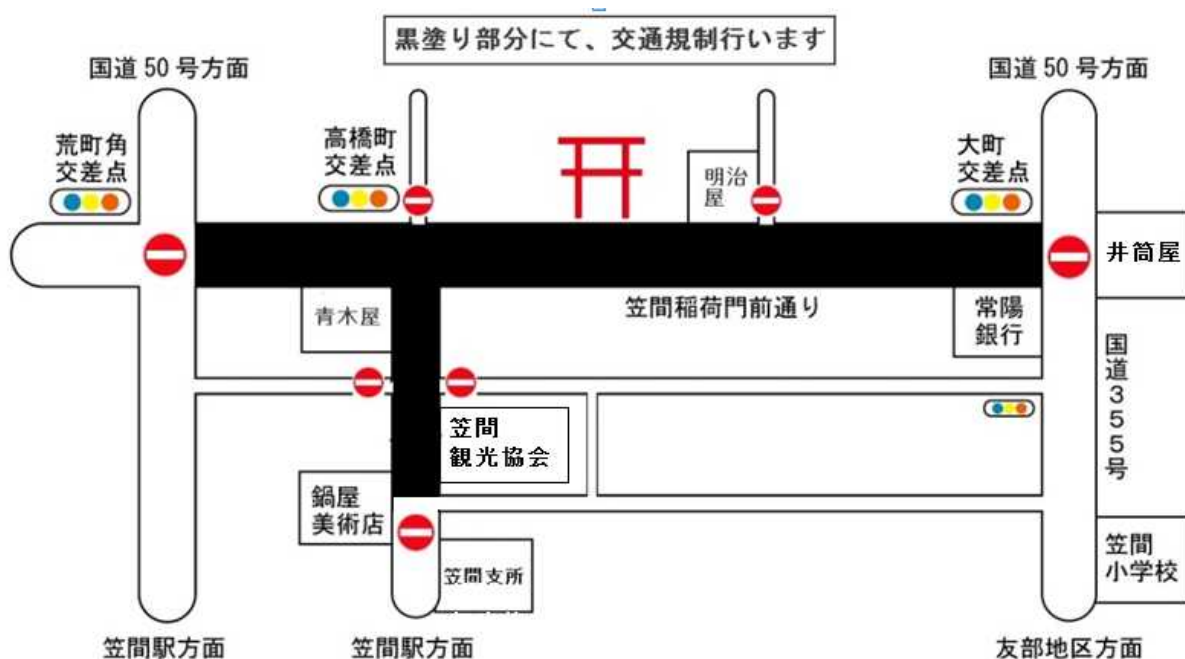 黒塗り部分にて、交通規制行います
国道50号方面
国道50号方面
荒町角
交差点
高橋町
交差点
明治
屋
大町
交差点
井筒屋
青木屋
笠間稲荷門前通り
常陽
銀行
国道355号
笠間
観光協会
鍋屋
美術店
笠間支所
笠間
小学校
笠間駅方面
笠間駅方面
友部地区方面